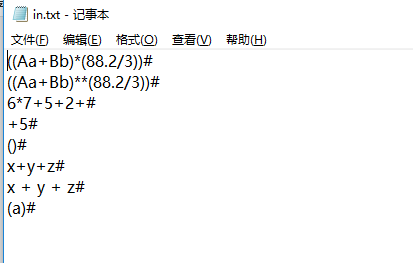 in.txt - 记事本
文件(F) 编辑(E) 格式(O) 查看(V) 帮助(H)
((Aa+Bb)*(88.2/3))#
((Aa+Bb)**(88.2/3))#
6*7+5+2+#
+5#
()#
x+y+z#
x + y + z#
(a)#